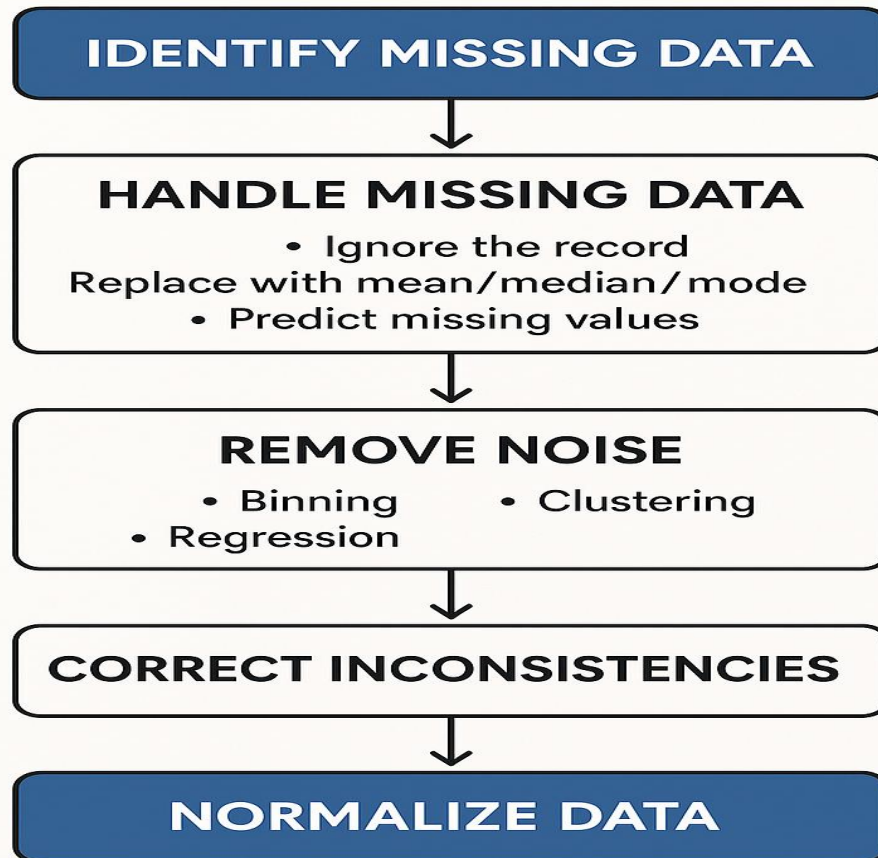 IDENTIFY MISSING DATA
HANDLE MISSING DATA
• Ignore the record
Replace with mean/median/mode
• Predict missing values
REMOVE NOISE
• Binning • Clustering
• Regression
CORRECT INCONSISTENCIES
NORMALIZE DATA